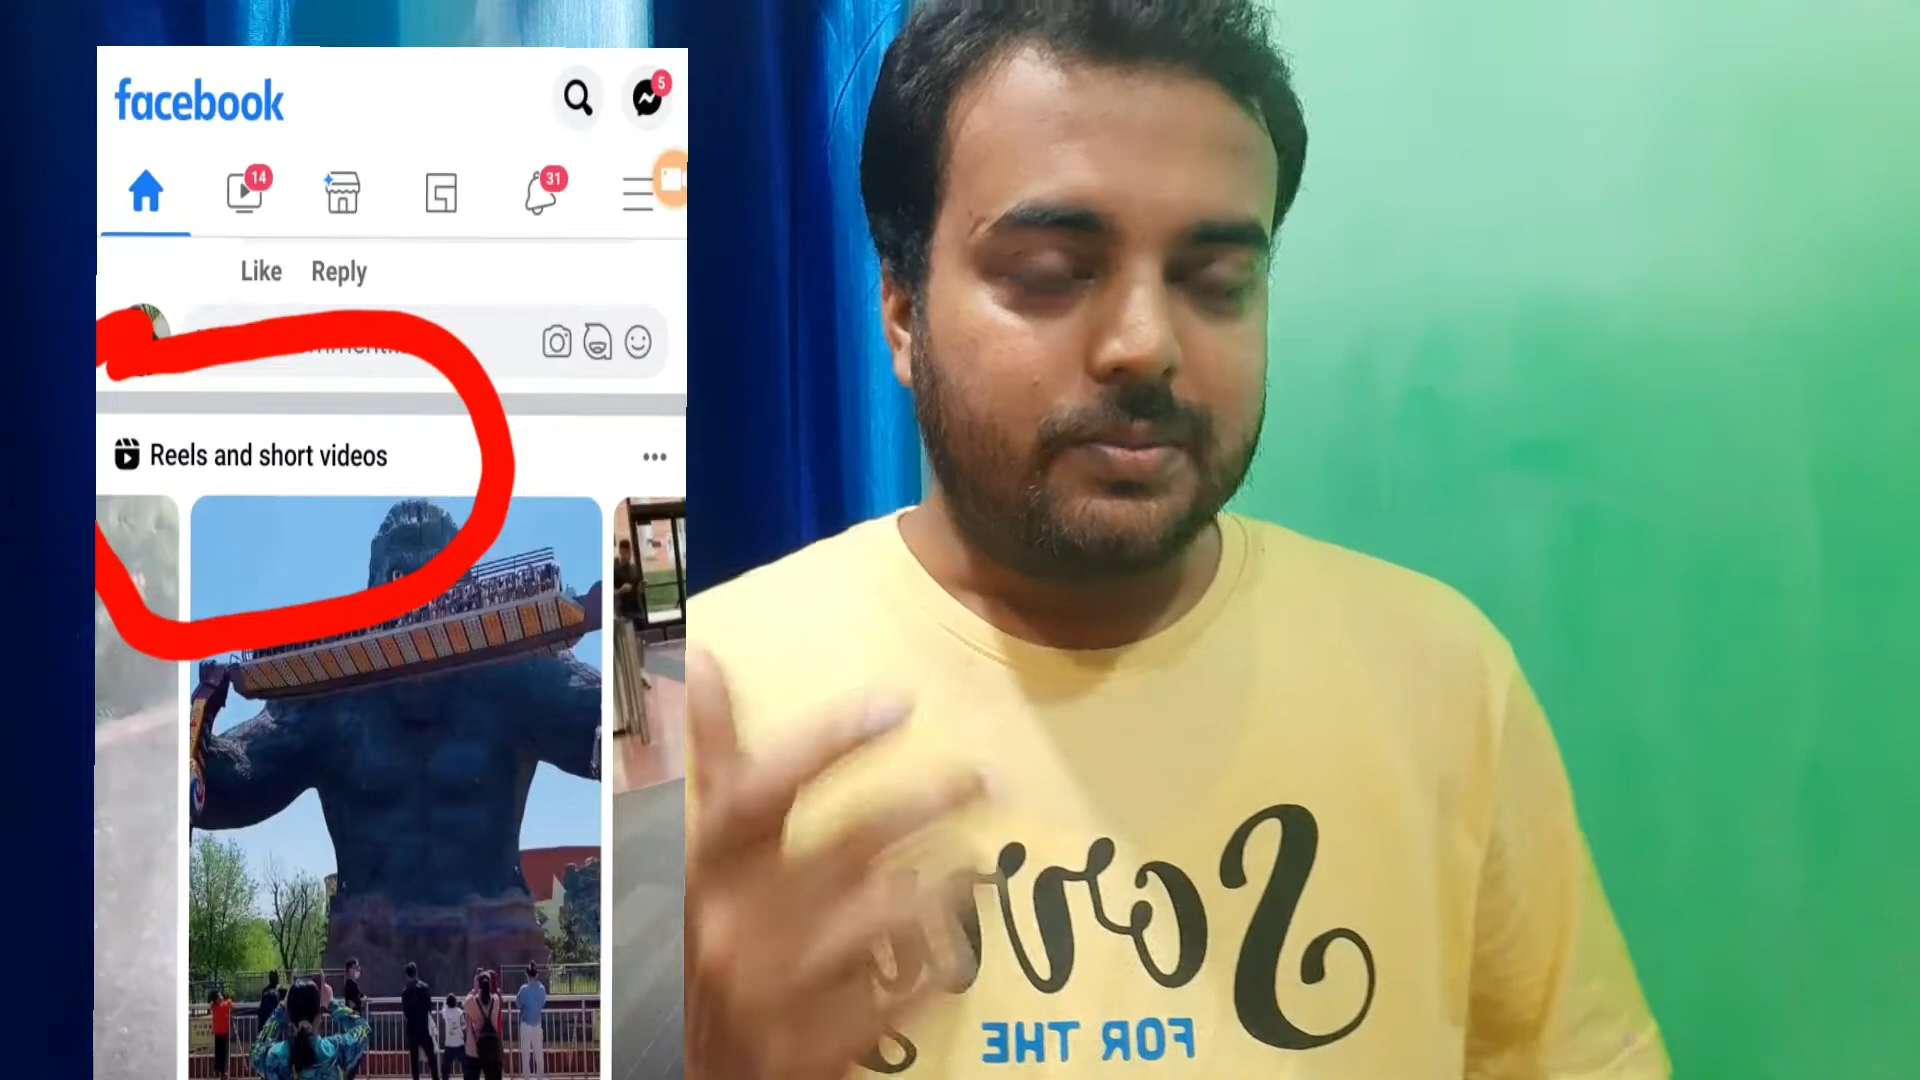 facebook
5
14
31
Like Reply
Reels and short videos
FOR THE